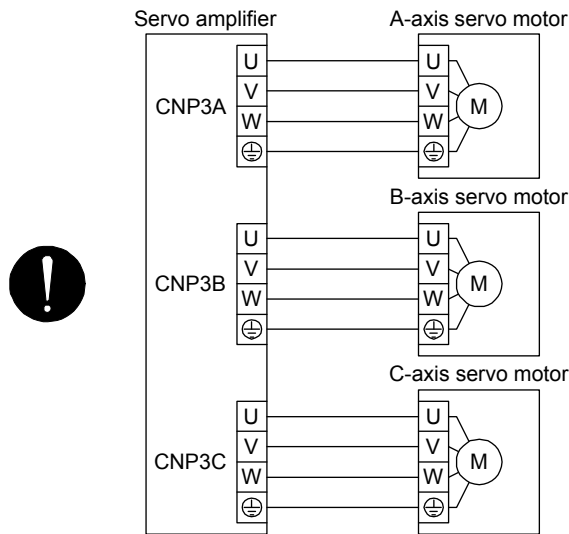 Servo amplifier A-axis servo motor
U U
V V
CNP3A M
W W
B-axis servo motor
U U
V V
CNP3B M
W W
C-axis servo motor
U U
V V
CNP3C M
W W